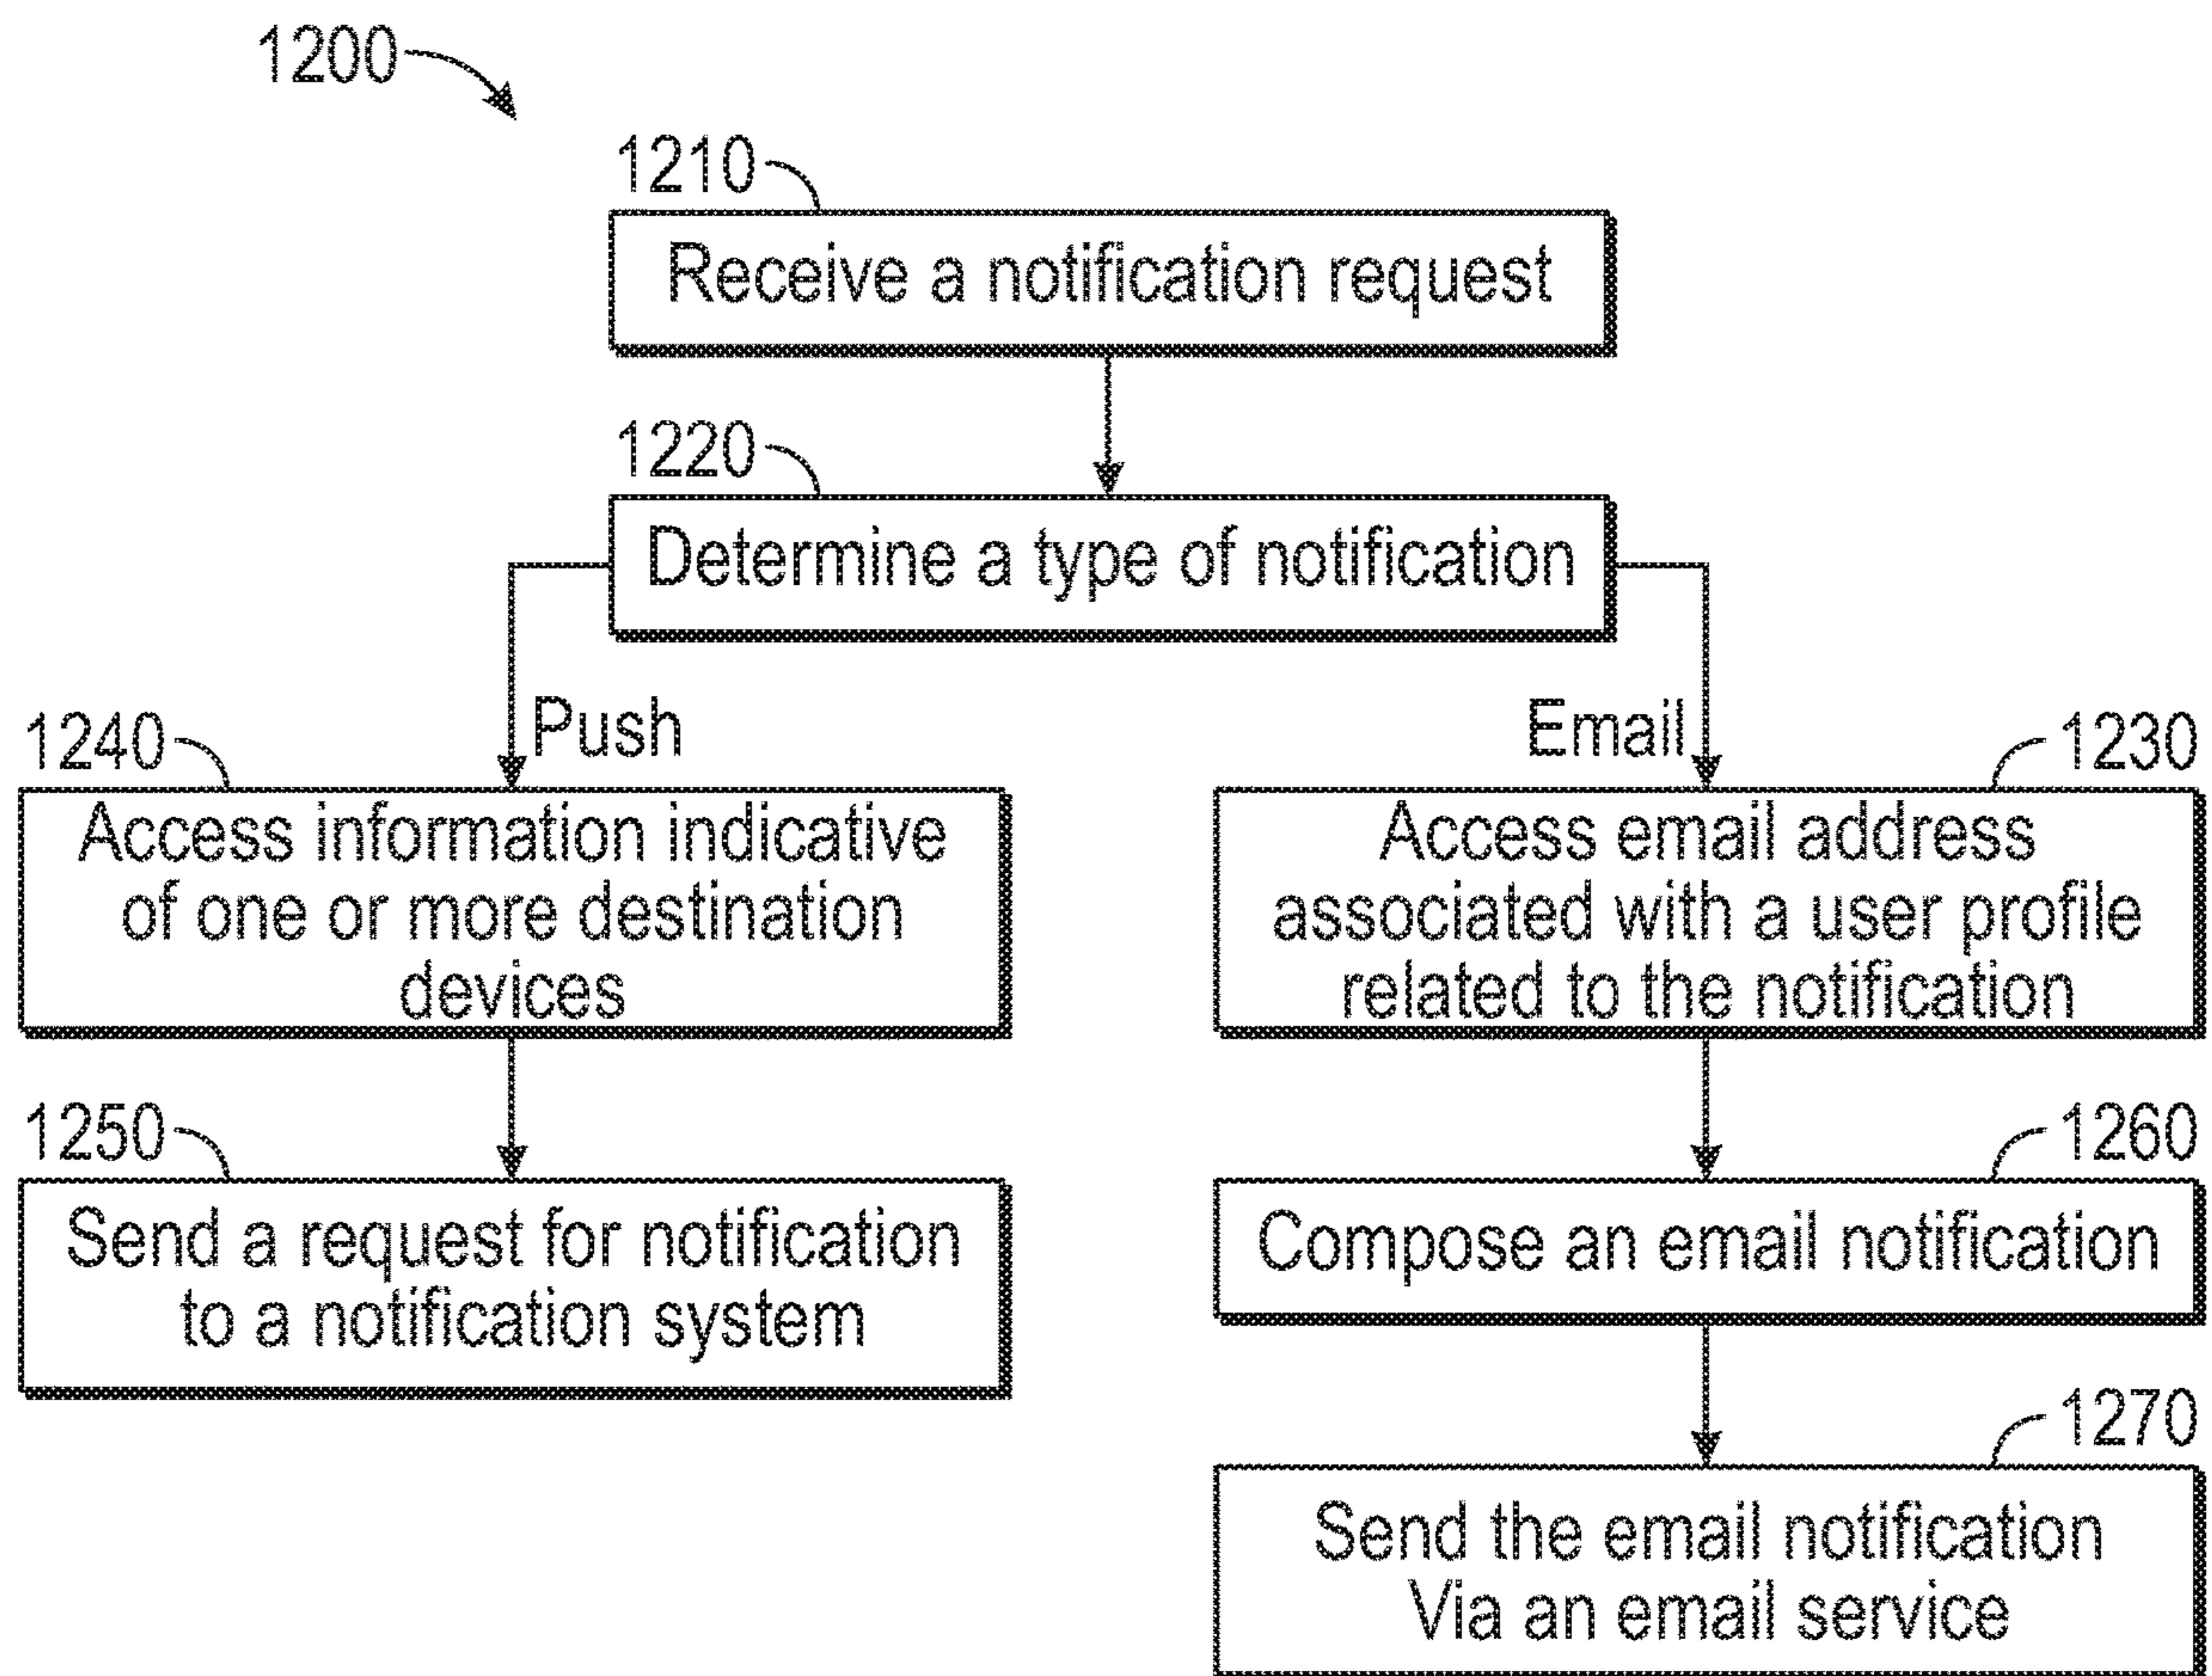 1200
1210
Receive a notification request
1220
Determine a type of notification
Push
Email
1240
Access information indicative
of one or more destination
devices
1230
Access email address
associated with a user profile
related to the notification
1250
Send a request for notification
to a notification system
1260
Compose an email notification
1270
Send the email notification
Via an email service